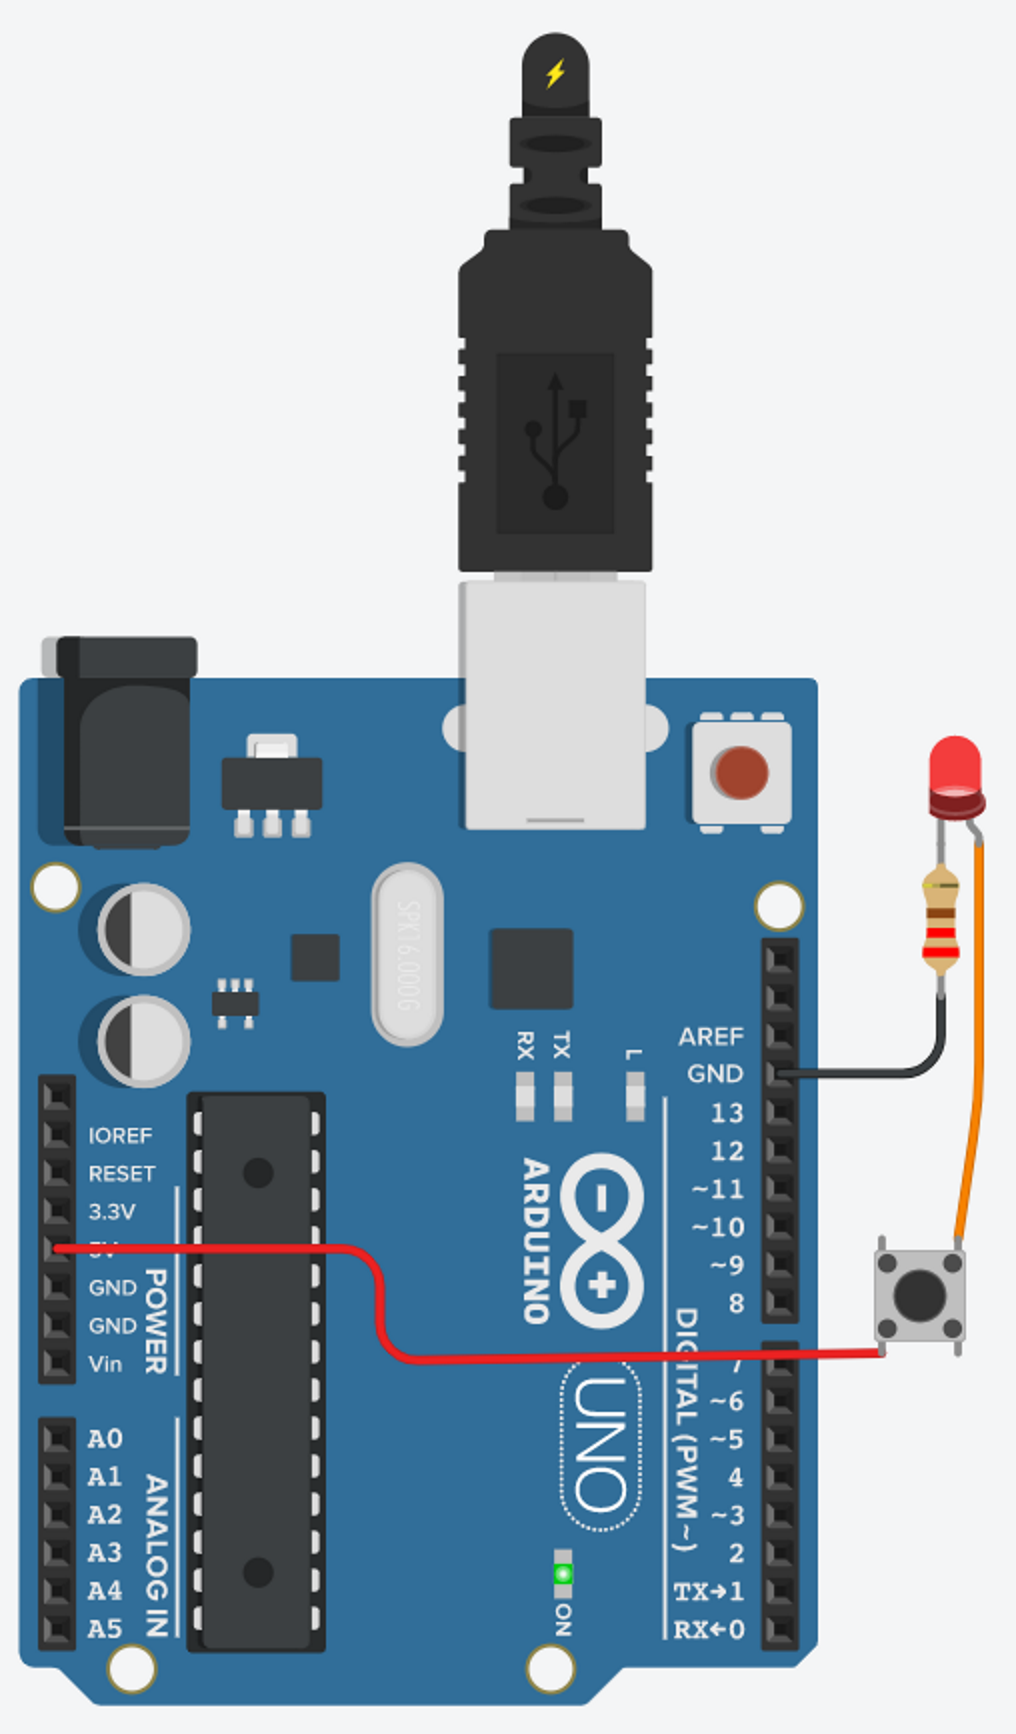 SPK16.000G
RX
TX
L
AREF
GND
13
12
~11
~10
~9
8
7
~6
~5
4
~3
2
TX→1
RX←0
DIGITAL (PWM~)
IOREF
RESET
3.3V
5V
GND
GND
Vin
POWER
A0
A1
A2
A3
A4
A5
ANALOG IN
ARDUINO
UNO
ON